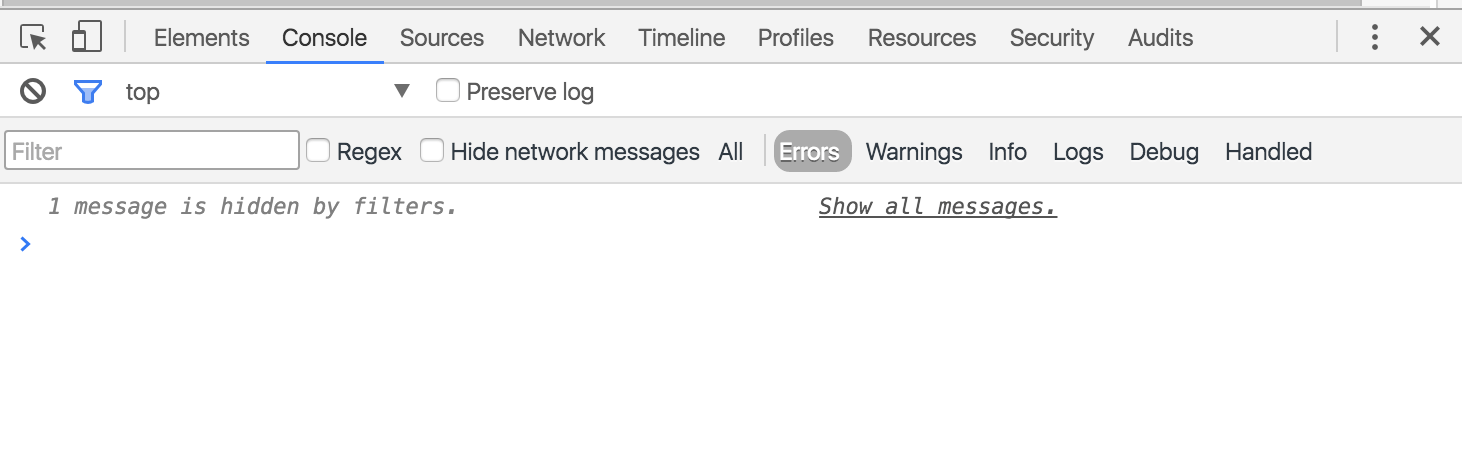 Elements Console Sources Network Timeline Profiles Resources Security Audits
top Preserve log
Filter Regex Hide network messages All Errors Warnings Info Logs Debug Handled
1 message is hidden by filters. Show all messages.